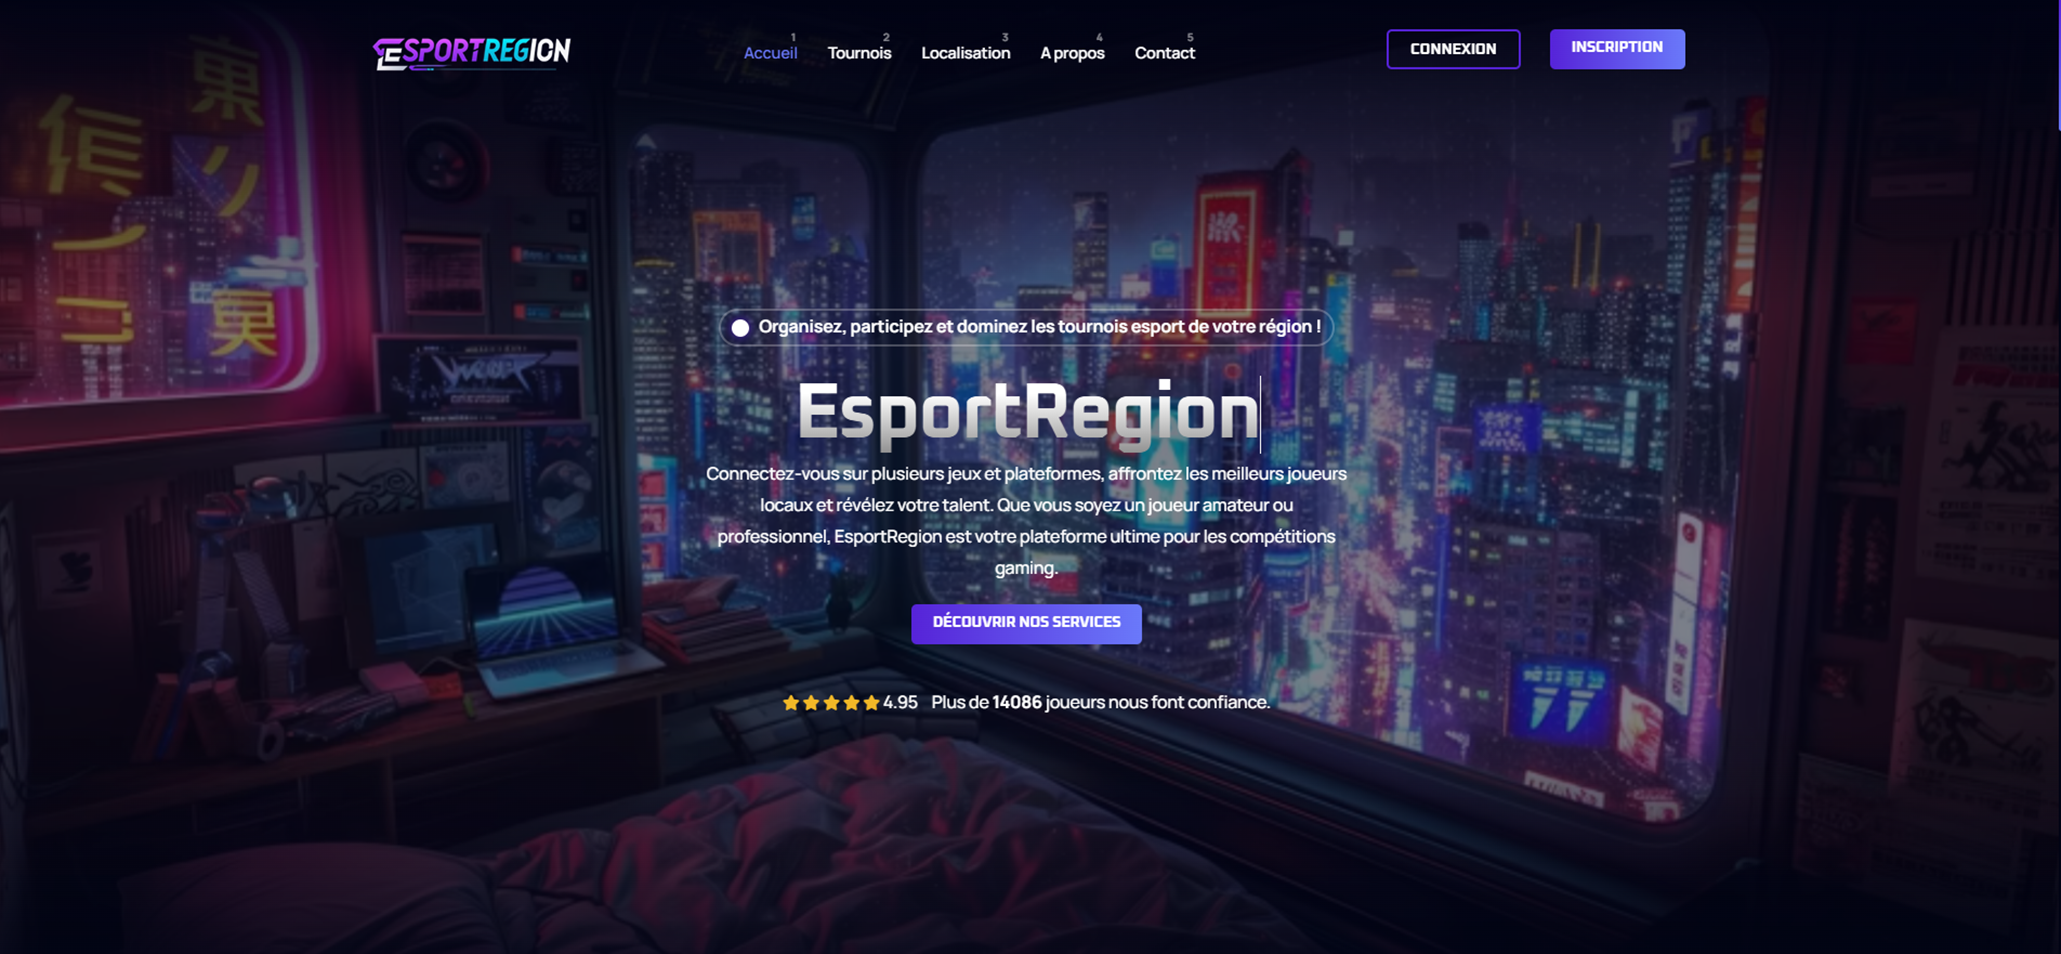 ESPORTREGION
1
Accueil
2
Tournois
3
Localisation
4
A propos
5
Contact
CONNEXION
INSCRIPTION
Organisez, participez et dominez les tournois esport de votre région !
EsportRegion
Connectez-vous sur plusieurs jeux et plateformes, affrontez les meilleurs joueurs
locaux et révélez votre talent. Que vous soyez un joueur amateur ou
professionnel, EsportRegion est votre plateforme ultime pour les compétitions
gaming.
DÉCOUVRIR NOS SERVICES
4.95 Plus de 14086 joueurs nous font confiance.